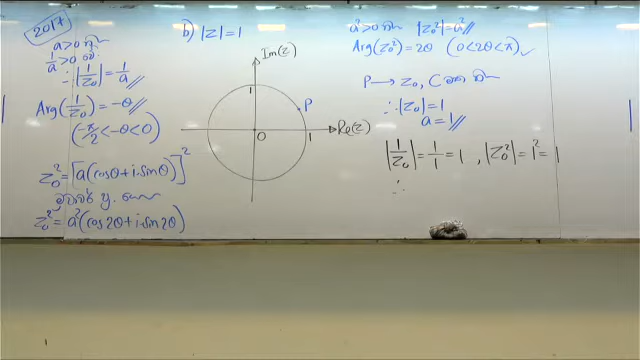 2017
a>0
1/a>0
∴|1/z₀| = 1/a
Arg(1/z₀) = -θ
(-π/2<-θ<0)
z₀² = [a(cosθ+i.sinθ)]²
z₀² = a²(cos2θ+i.sin2θ)
b) |z|=1
Im(z)
1
P
O
1
Re(z)
a²>0 |z₀²|=a²
Arg(z₀²) = 2θ (0<2θ<π)
P → z₀, C
∴|z₀|=1
a=1
|1/z₀| = 1/1 = 1 , |z₀²| = 1² = 1
∴